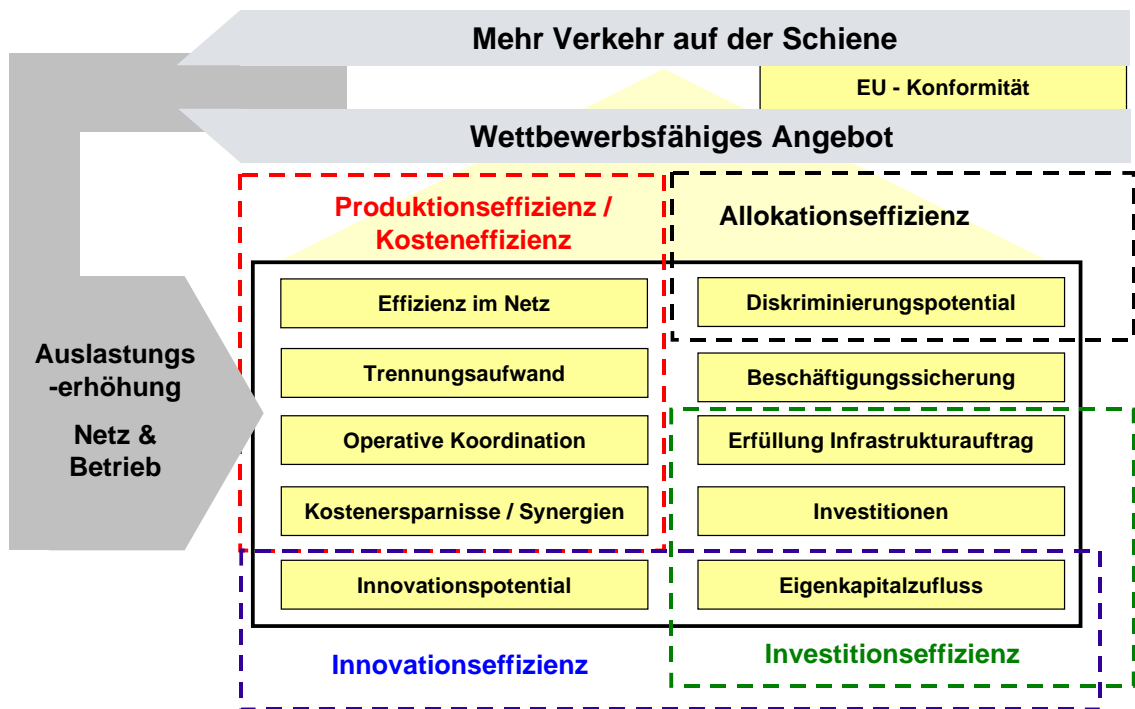 Mehr Verkehr auf der Schiene
EU - Konformität
Wettbewerbsfähiges Angebot
Produktionseffizienz /
Kosteneffizienz
Allokationseffizienz
Auslastungs
-erhöhung
Netz &
Betrieb
Effizienz im Netz
Trennungsaufwand
Operative Koordination
Kostenersparnisse / Synergien
Innovationspotential
Diskriminierungspotential
Beschäftigungssicherung
Erfüllung Infrastrukturauftrag
Investitionen
Eigenkapitalzufluss
Innovationseffizienz
Investitionseffizienz